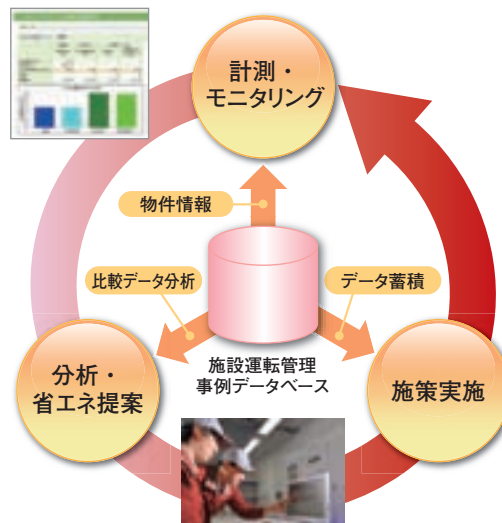 計測・
モニタリング
物件情報
比較データ分析
データ蓄積
施設運転管理
事例データベース
分析・
省エネ提案
施策実施